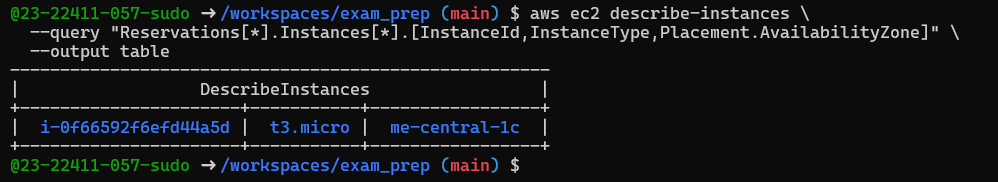 @23-22411-057-sudo → /workspaces/exam_prep (main) $ aws ec2 describe-instances \
  --query "Reservations[*].Instances[*].[InstanceId,InstanceType,Placement.AvailabilityZone]" \
  --output table
-------------------------------------------------------
|                  DescribeInstances                  |
+----------------------+-----------+------------------+
|  i-0f66592f6efd44a5d |  t3.micro |  me-central-1c   |
+----------------------+-----------+------------------+
@23-22411-057-sudo → /workspaces/exam_prep (main) $